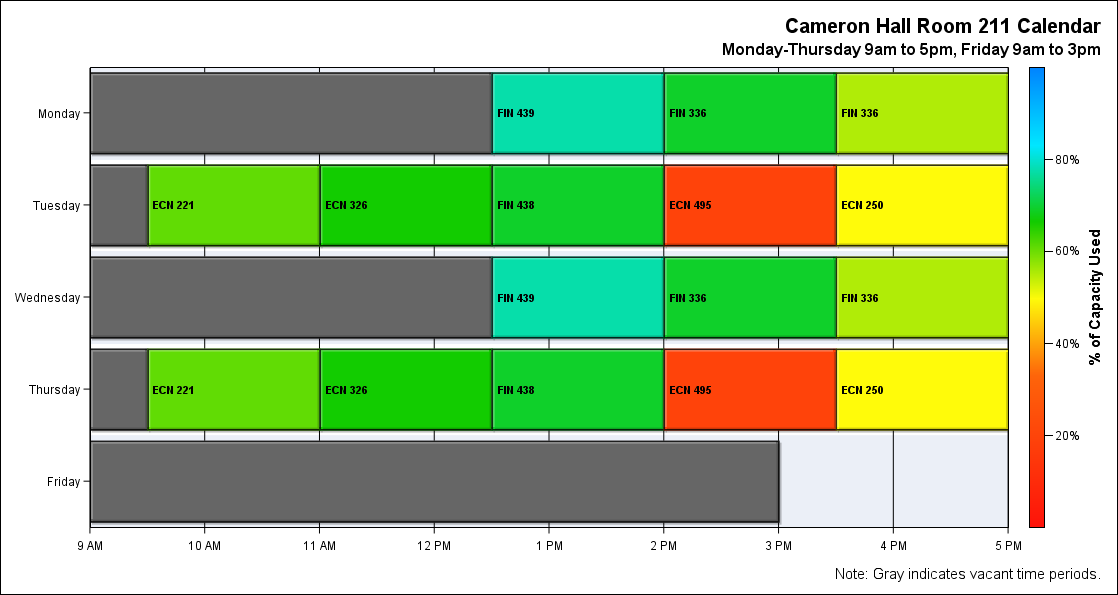 Cameron Hall Room 211 Calendar
Monday-Thursday 9am to 5pm, Friday 9am to 3pm
Monday
FIN 439
FIN 336
FIN 336
Tuesday
ECN 221
ECN 326
FIN 438
ECN 495
ECN 250
Wednesday
FIN 439
FIN 336
FIN 336
Thursday
ECN 221
ECN 326
FIN 438
ECN 495
ECN 250
Friday
9 AM 10 AM 11 AM 12 PM 1 PM 2 PM 3 PM 4 PM 5 PM
80%
60%
40%
20%
% of Capacity Used
Note: Gray indicates vacant time periods.